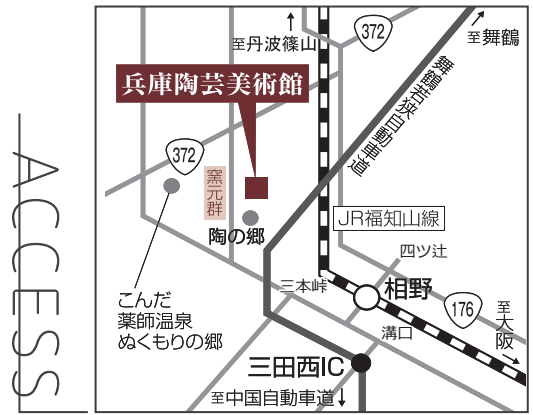 ACCESS
至丹波篠山
372
至舞鶴
兵庫陶芸美術館
舞鶴若狭自動車道
372
窯元群
陶の郷
JR福知山線
四ツ辻
三本峠
相野
こんだ
薬師温泉
ぬくもりの郷
176
至大阪
溝口
三田西IC
至中国自動車道